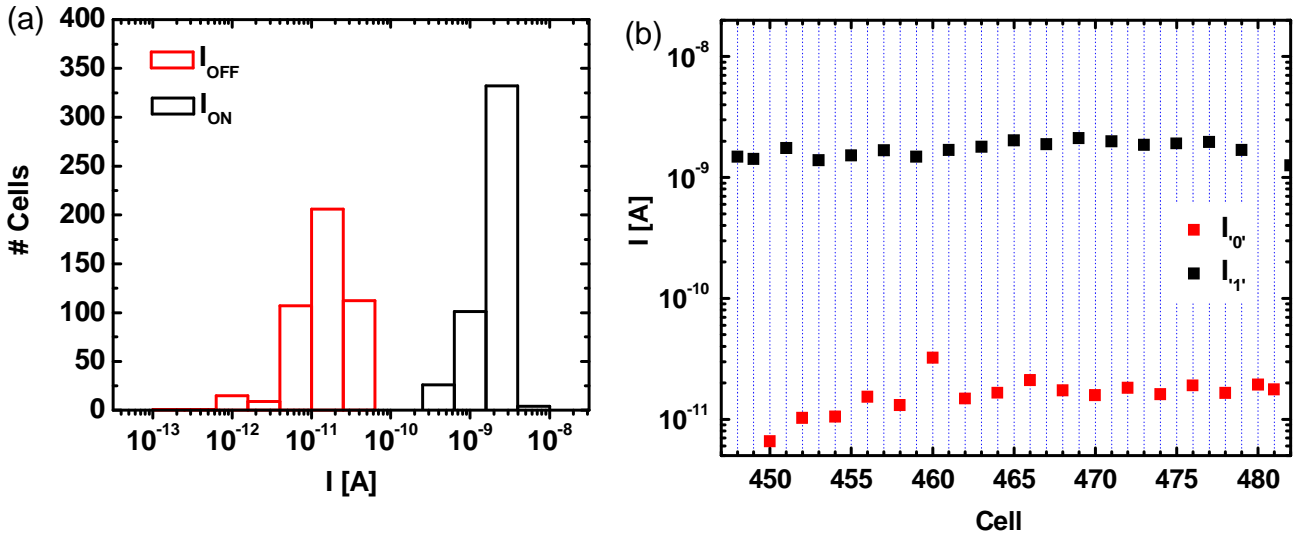 (a)
400
350
300
250
200
150
100
50
0
# Cells
I_OFF
I_ON
10^-13 10^-12 10^-11 10^-10 10^-9 10^-8
I [A]
(b)
10^-8
10^-9
10^-10
10^-11
I [A]
I_'0'
I_'1'
450 455 460 465 470 475 480
Cell